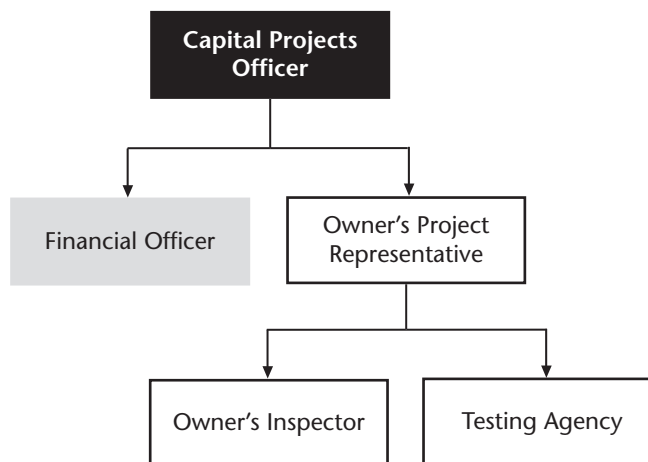 Capital Projects
Officer
Financial Officer
Owner’s Project
Representative
Owner’s Inspector
Testing Agency